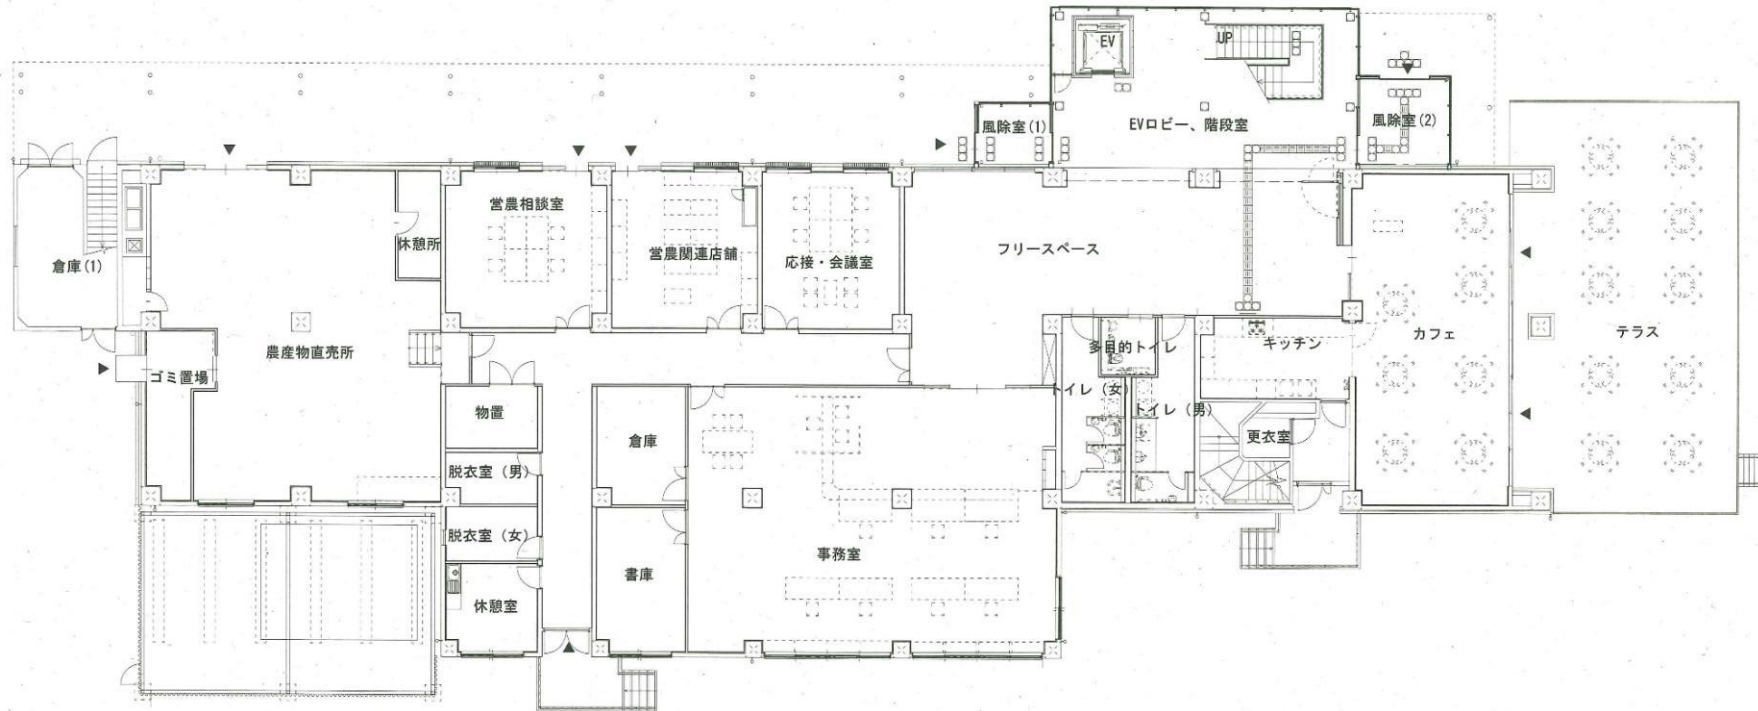 EV
UP
風除室(1)
EVロビー、階段室
風除室(2)
営農相談室
休憩所
営農関連店舗
応接・会議室
フリースペース
倉庫(1)
農産物直売所
ゴミ置場
多目的トイレ
キッチン
カフェ
テラス
トイレ(女)
トイレ(男)
物置
倉庫
更衣室
脱衣室(男)
脱衣室(女)
事務室
書庫
休憩室